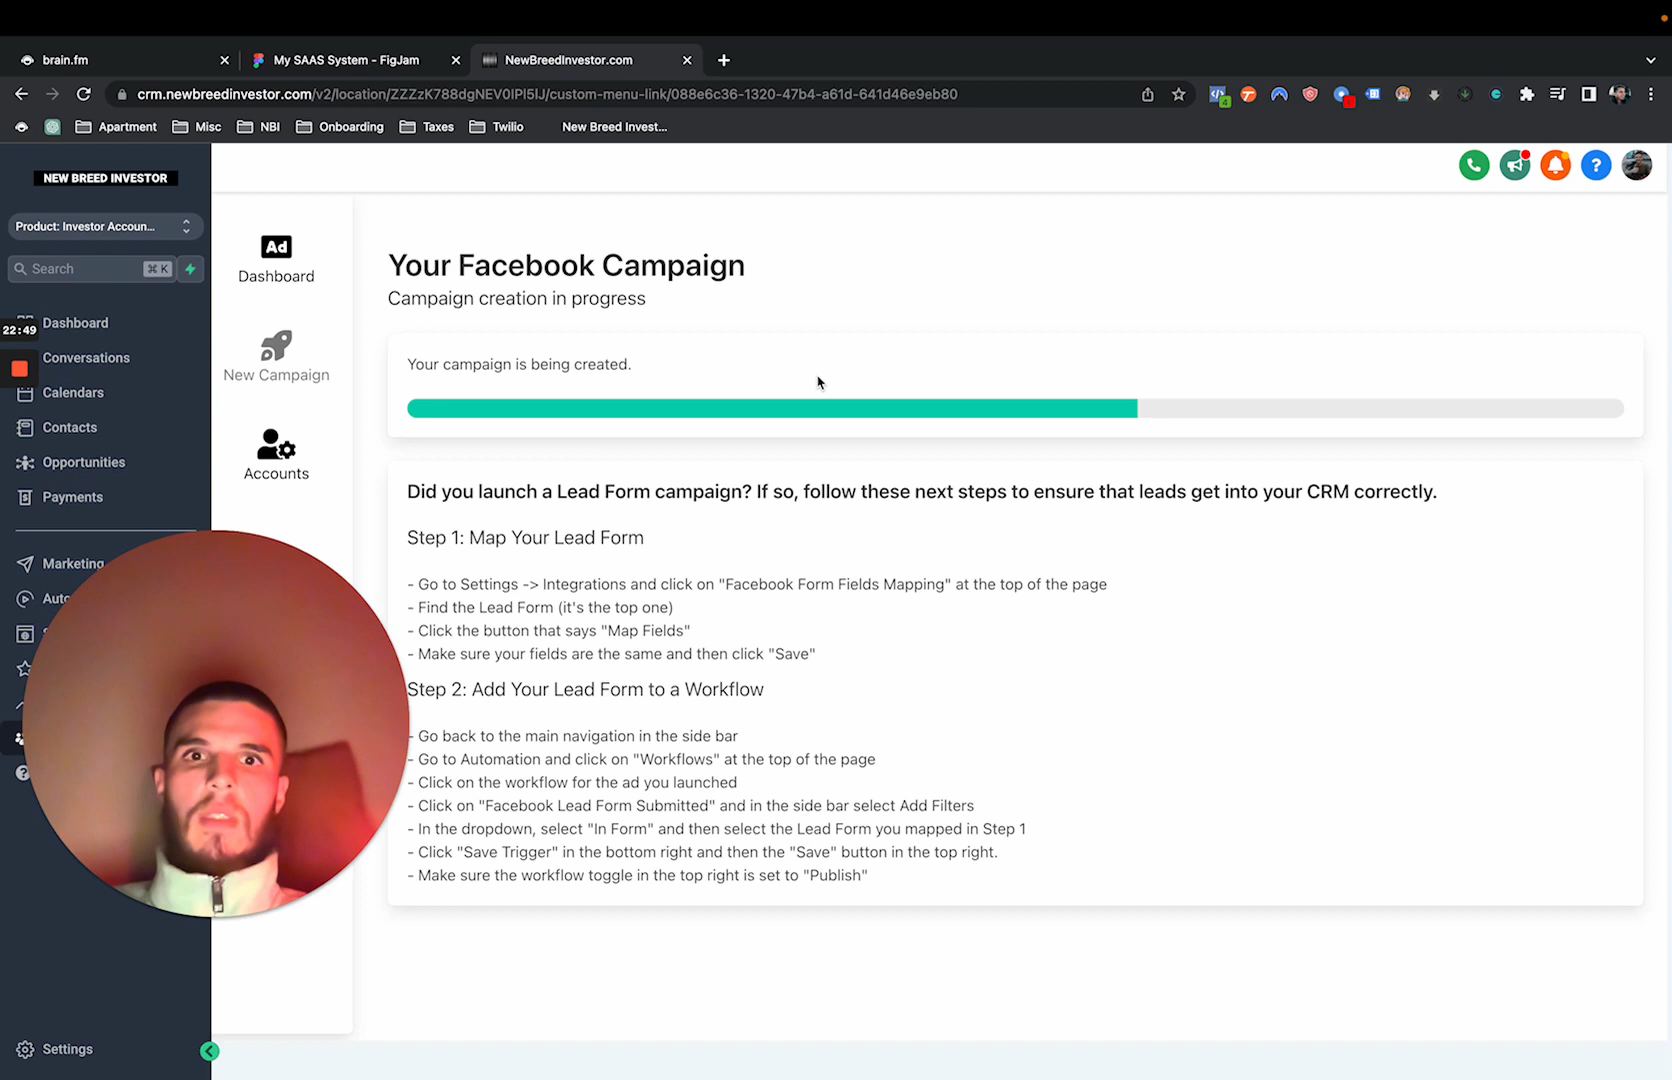 brain.fm
My SAAS System - FigJam
NewBreedInvestor.com
crm.newbreedinvestor.com/v2/location/ZZZzK788dgNEV0IPl5IJ/custom-menu-link/088e6c36-1320-47b4-a61d-641d46e9eb80
4
Apartment
Misc
NBI
Onboarding
Taxes
Twilio
New Breed Invest...
NEW BREED INVESTOR
Product: Investor Accoun...
Search
⌘ K
22:49
Dashboard
Conversations
Calendars
Contacts
Opportunities
Payments
Marketing
Auto
Settings
Ad
Dashboard
New Campaign
Accounts
Your Facebook Campaign
Campaign creation in progress
Your campaign is being created.
Did you launch a Lead Form campaign? If so, follow these next steps to ensure that leads get into your CRM correctly.
Step 1: Map Your Lead Form
- Go to Settings -> Integrations and click on "Facebook Form Fields Mapping" at the top of the page
- Find the Lead Form (it's the top one)
- Click the button that says "Map Fields"
- Make sure your fields are the same and then click "Save"
Step 2: Add Your Lead Form to a Workflow
- Go back to the main navigation in the side bar
- Go to Automation and click on "Workflows" at the top of the page
- Click on the workflow for the ad you launched
- Click on "Facebook Lead Form Submitted" and in the side bar select Add Filters
- In the dropdown, select "In Form" and then select the Lead Form you mapped in Step 1
- Click "Save Trigger" in the bottom right and then the "Save" button in the top right.
- Make sure the workflow toggle in the top right is set to "Publish"